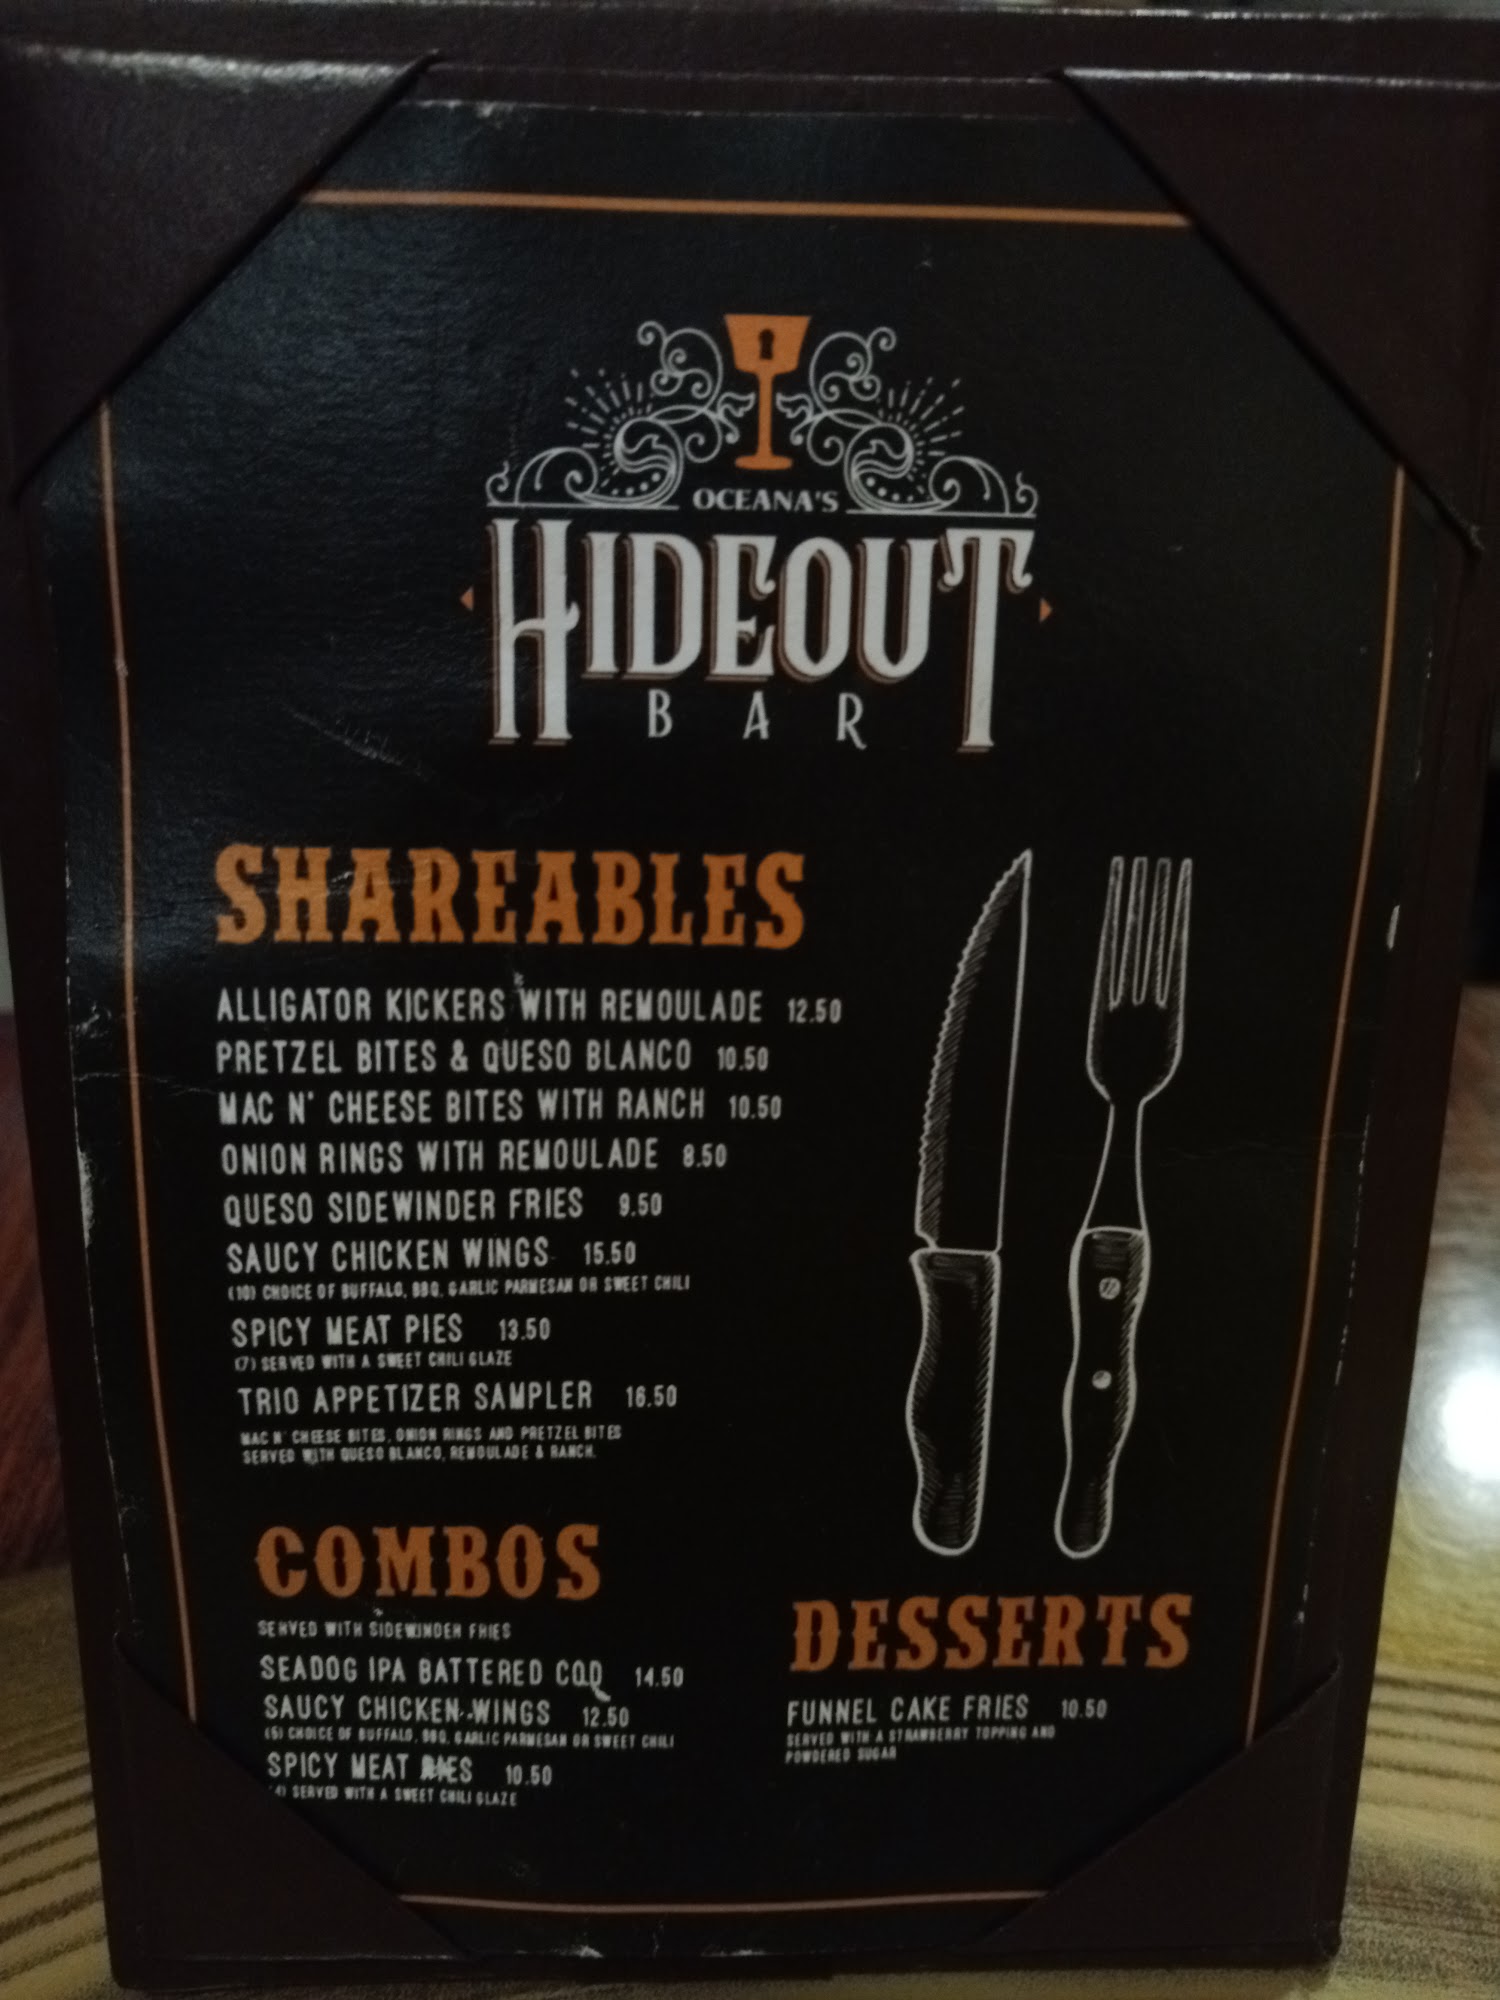 OCEANA'S
HIDEOUT
BAR
SHAREABLES
ALLIGATOR KICKERS WITH REMOULADE 12.50
PRETZEL BITES & QUESO BLANCO 10.50
MAC N' CHEESE BITES WITH RANCH 10.50
ONION RINGS WITH REMOULADE 8.50
QUESO SIDEWINDER FRIES 9.50
SAUCY CHICKEN WINGS 15.50
(10) CHOICE OF BUFFALO, BBQ, GARLIC PARMESAN OR SWEET CHILI
SPICY MEAT PIES 13.50
(7) SERVED WITH A SWEET CHILI GLAZE
TRIO APPETIZER SAMPLER 16.50
MAC N' CHEESE BITES, ONION RINGS AND PRETZEL BITES
SERVED WITH QUESO BLANCO, REMOULADE & RANCH.
COMBOS
SERVED WITH SIDEWINDER FRIES
SEADOG IPA BATTERED COD 14.50
SAUCY CHICKEN WINGS 12.50
(5) CHOICE OF BUFFALO, BBQ, GARLIC PARMESAN OR SWEET CHILI
SPICY MEAT PIES 10.50
(4) SERVED WITH A SWEET CHILI GLAZE
DESSERTS
FUNNEL CAKE FRIES 10.50
SERVED WITH A STRAWBERRY TOPPING AND
POWDERED SUGAR